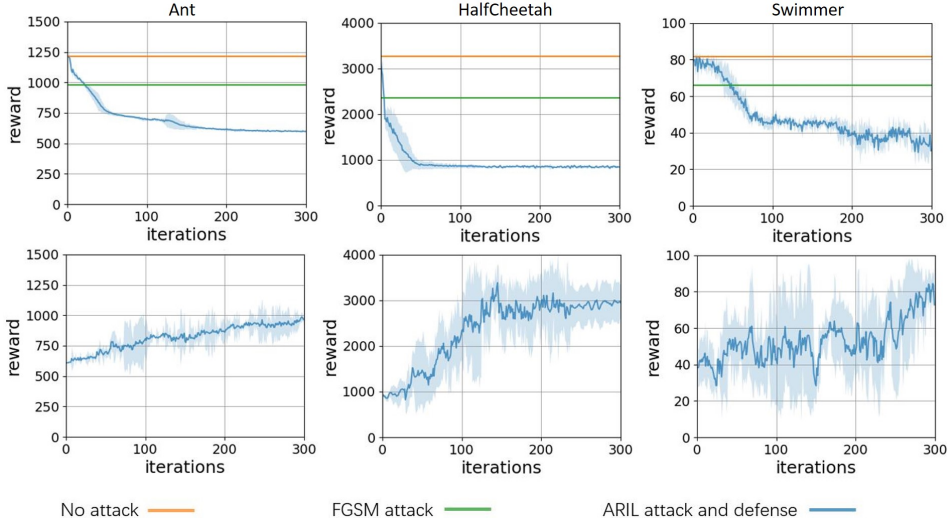 Ant
HalfCheetah
Swimmer
1500
1250
1000
750
500
250
0
reward
0 100 200 300
iterations
4000
3000
2000
1000
0
reward
0 100 200 300
iterations
100
80
60
40
20
0
reward
0 100 200 300
iterations
1500
1250
1000
750
500
250
0
reward
0 100 200 300
iterations
4000
3000
2000
1000
0
reward
0 100 200 300
iterations
100
80
60
40
20
0
reward
0 100 200 300
iterations
No attack
FGSM attack
ARIL attack and defense